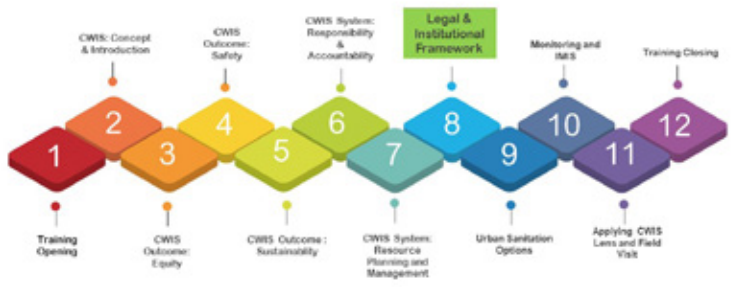 CWIS: Concept
& Introduction
CWIS
Outcome:
Safety
CWIS System:
Responsibility
&
Accountability
Legal &
Institutional
Framework
Monitoring and
IMIS
Training Closing
1
2
3
4
5
6
7
8
9
10
11
12
Training
Opening
CWIS
Outcome:
Equity
CWIS Outcome :
Sustainability
CWIS System:
Resource
Planning and
Management
Urban Sanitation
Options
Applying CWIS
Lens and Field
Visit